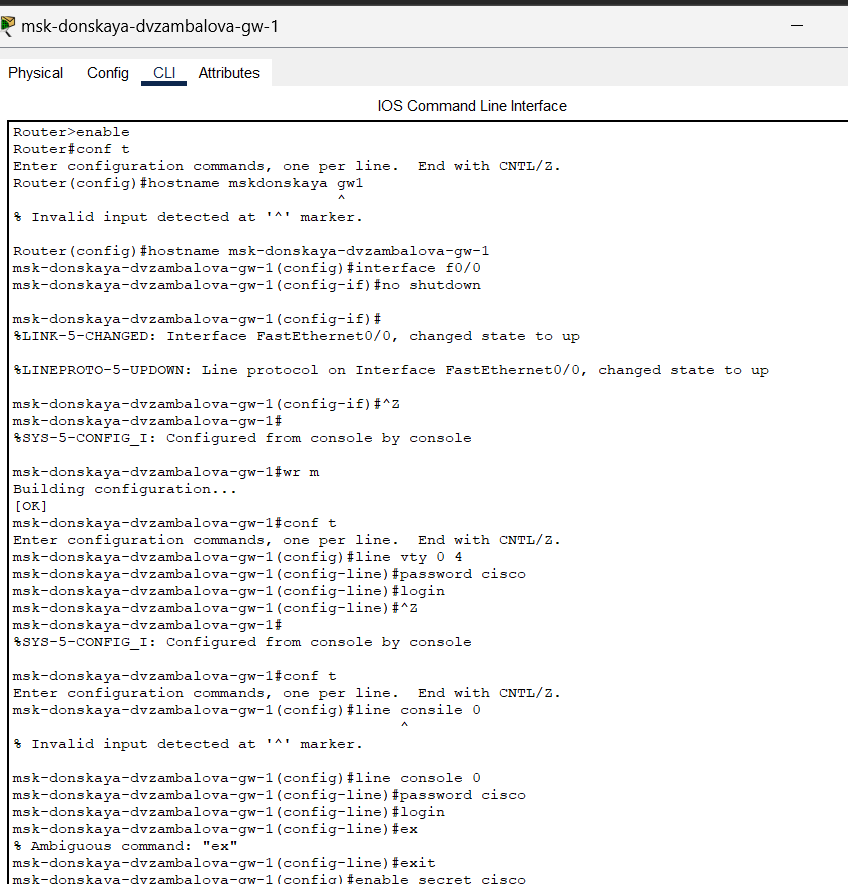 msk-donskaya-dvzambalova-gw-1
Physical Config CLI Attributes
IOS Command Line Interface
Router>enable
Router#conf t
Enter configuration commands, one per line.  End with CNTL/Z.
Router(config)#hostname mskdonskaya gw1
^
% Invalid input detected at '^' marker.
Router(config)#hostname msk-donskaya-dvzambalova-gw-1
msk-donskaya-dvzambalova-gw-1(config)#interface f0/0
msk-donskaya-dvzambalova-gw-1(config-if)#no shutdown
msk-donskaya-dvzambalova-gw-1(config-if)#
%LINK-5-CHANGED: Interface FastEthernet0/0, changed state to up
%LINEPROTO-5-UPDOWN: Line protocol on Interface FastEthernet0/0, changed state to up
msk-donskaya-dvzambalova-gw-1(config-if)#^Z
msk-donskaya-dvzambalova-gw-1#
%SYS-5-CONFIG_I: Configured from console by console
msk-donskaya-dvzambalova-gw-1#wr m
Building configuration...
[OK]
msk-donskaya-dvzambalova-gw-1#conf t
Enter configuration commands, one per line.  End with CNTL/Z.
msk-donskaya-dvzambalova-gw-1(config)#line vty 0 4
msk-donskaya-dvzambalova-gw-1(config-line)#password cisco
msk-donskaya-dvzambalova-gw-1(config-line)#login
msk-donskaya-dvzambalova-gw-1(config-line)#^Z
msk-donskaya-dvzambalova-gw-1#
%SYS-5-CONFIG_I: Configured from console by console
msk-donskaya-dvzambalova-gw-1#conf t
Enter configuration commands, one per line.  End with CNTL/Z.
msk-donskaya-dvzambalova-gw-1(config)#line consile 0
^
% Invalid input detected at '^' marker.
msk-donskaya-dvzambalova-gw-1(config)#line console 0
msk-donskaya-dvzambalova-gw-1(config-line)#password cisco
msk-donskaya-dvzambalova-gw-1(config-line)#login
msk-donskaya-dvzambalova-gw-1(config-line)#ex
% Ambiguous command: "ex"
msk-donskaya-dvzambalova-gw-1(config-line)#exit
msk-donskaya-dvzambalova-gw-1(config)#enable secret cisco